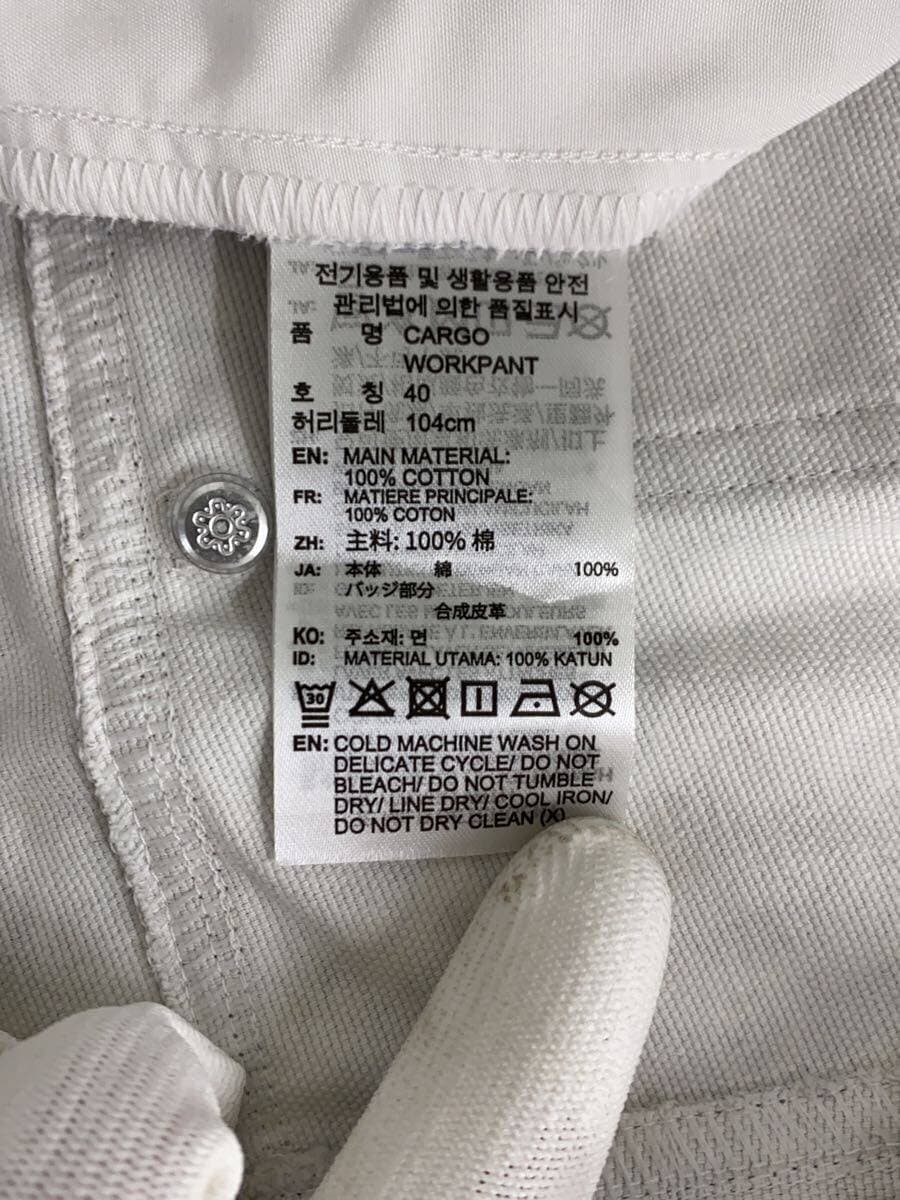 전기용품 및 생활용품 안전
관리법에 의한 품질표시
품 명 CARGO
WORKPANT
호 칭 40
허리둘레 104cm
EN: MAIN MATERIAL:
100% COTTON
FR: MATIERE PRINCIPALE:
100% COTON
ZH: 主料: 100% 棉
JA: 本体 綿 100%
バッジ部分
合成皮革
KO: 주소재: 면 100%
ID: MATERIAL UTAMA: 100% KATUN
30
EN: COLD MACHINE WASH ON
DELICATE CYCLE/ DO NOT
BLEACH/ DO NOT TUMBLE
DRY/ LINE DRY/ COOL IRON/
DO NOT DRY CLEAN (X)